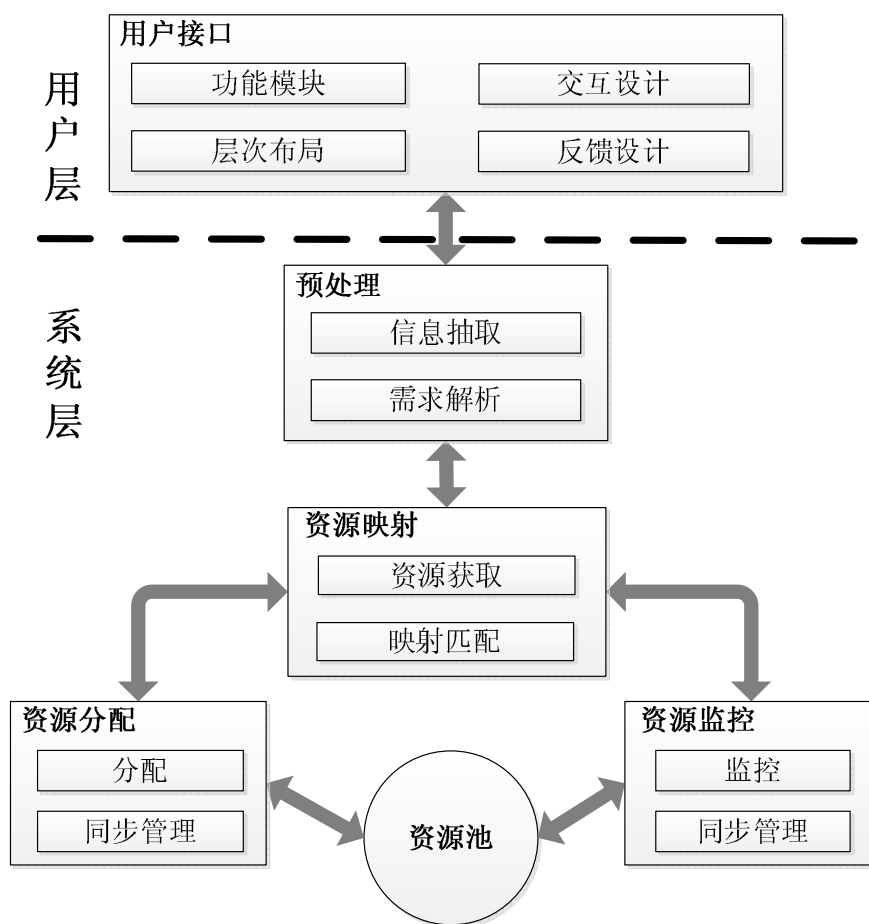 用户层
用户接口
功能模块
交互设计
层次布局
反馈设计
系统层
预处理
信息抽取
需求解析
资源映射
资源获取
映射匹配
资源分配
分配
同步管理
资源池
资源监控
监控
同步管理